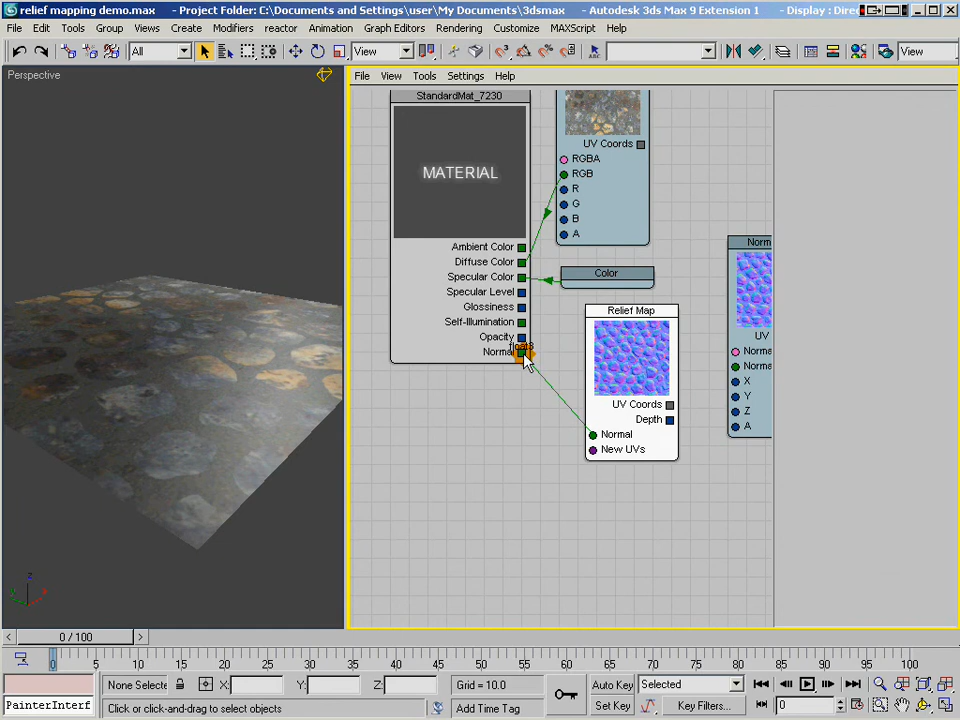 relief mapping demo.max - Project Folder: C:\Documents and Settings\user\My Documents\3dsmax - Autodesk 3ds Max 9 Extension 1 - Display : Direc
File Edit Tools Group Views Create Modifiers reactor Animation Graph Editors Rendering Customize MAXScript Help
All View View
Perspective
File View Tools Settings Help
StandardMat_7230
MATERIAL
Ambient Color
Diffuse Color
Specular Color
Specular Level
Glossiness
Self-Illumination
Opacity
float3
Normal
UV Coords
RGBA
RGB
R
G
B
A
Color
Relief Map
UV Coords
Depth
Normal
New UVs
Norm
UV
Norma
Norma
X
Y
Z
A
z
x
y
< 0 / 100 >
0 5 10 15 20 25 30 35 40 45 50 55 60 65 70 75 80 85 90 95 100
None Selecte X: Y: Z: Grid = 10.0 Auto Key Selected
PainterInterf Click or click-and-drag to select objects Add Time Tag Set Key Key Filters... 0